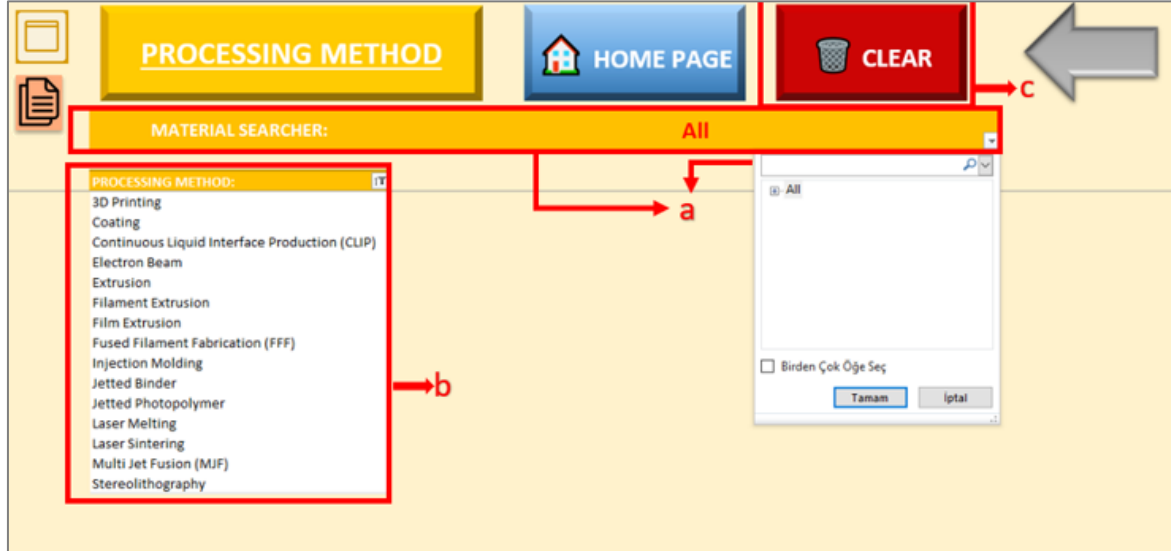 PROCESSING METHOD
HOME PAGE
CLEAR
c
MATERIAL SEARCHER:
All
PROCESSING METHOD:
3D Printing
Coating
Continuous Liquid Interface Production (CLIP)
Electron Beam
Extrusion
Filament Extrusion
Film Extrusion
Fused Filament Fabrication (FFF)
Injection Molding
Jetted Binder
Jetted Photopolymer
Laser Melting
Laser Sintering
Multi Jet Fusion (MJF)
Stereolithography
a
b
All
Birden Çok Öğe Seç
Tamam
İptal